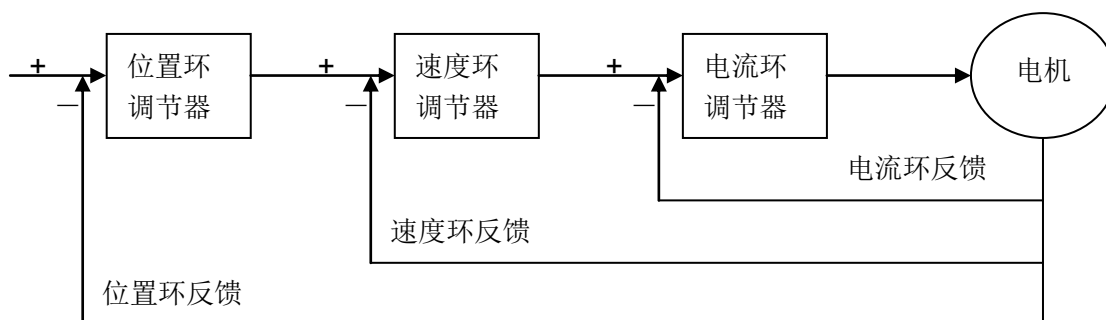 +
位置环
调节器
—
+
速度环
调节器
—
+
电流环
调节器
—
电机
电流环反馈
速度环反馈
位置环反馈